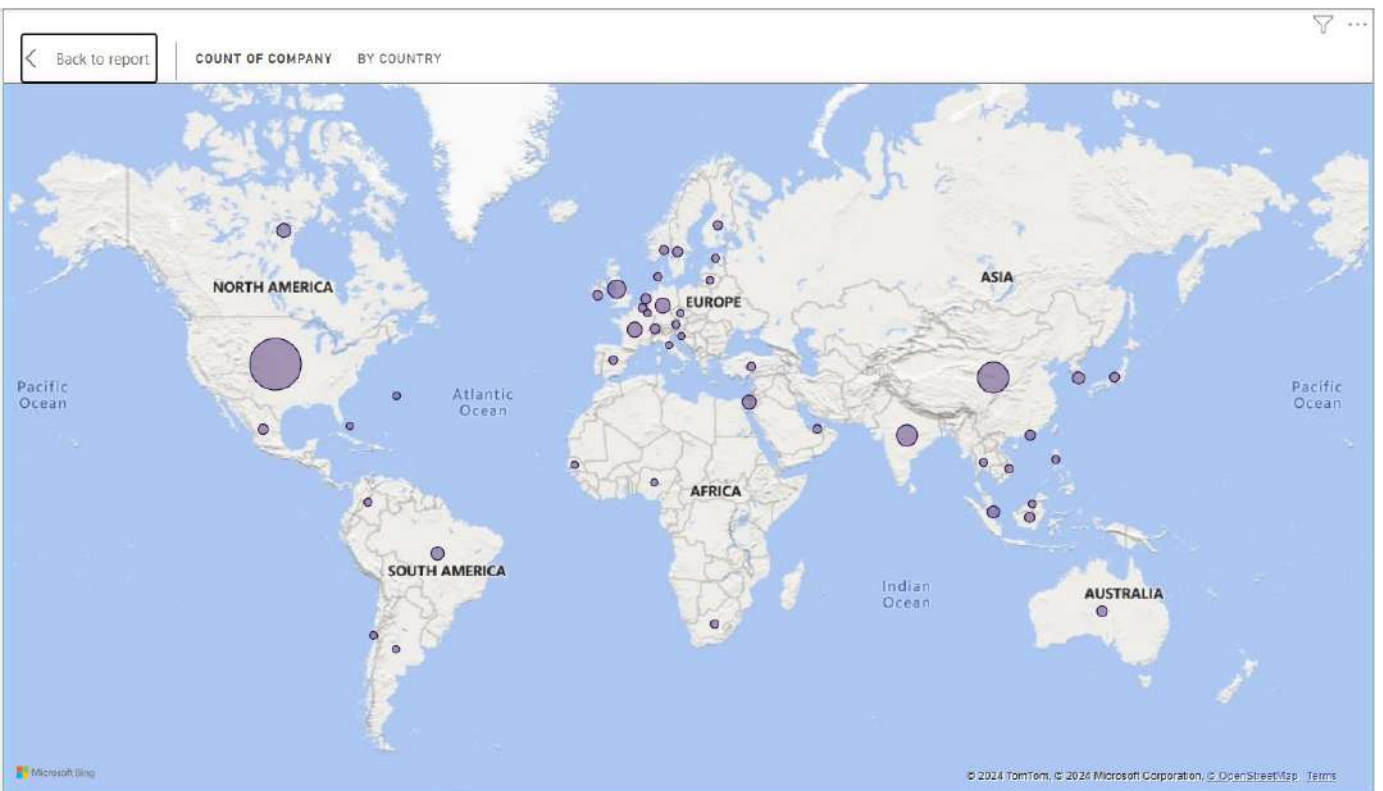 Back to report
COUNT OF COMPANY BY COUNTRY
NORTH AMERICA
EUROPE
ASIA
Pacific
Ocean
Atlantic
Ocean
Pacific
Ocean
AFRICA
SOUTH AMERICA
Indian
Ocean
AUSTRALIA
Microsoft Bing
© 2024 TomTom, © 2024 Microsoft Corporation, © OpenStreetMap Terms